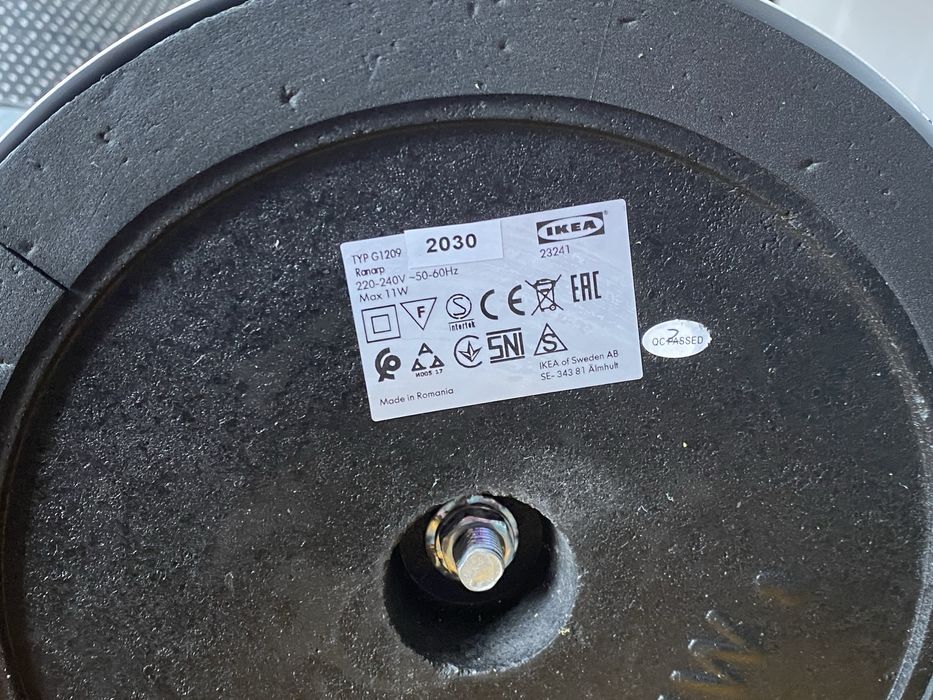 TYP G1209
2030
IKEA®
Ranarp
23241
220-240V ~50-60Hz
Max 11W
F
S
Intertek
CE
EAC
И005 17
SNI
S
IKEA of Sweden AB
SE- 343 81 Älmhult
Made in Romania
QC PASSED